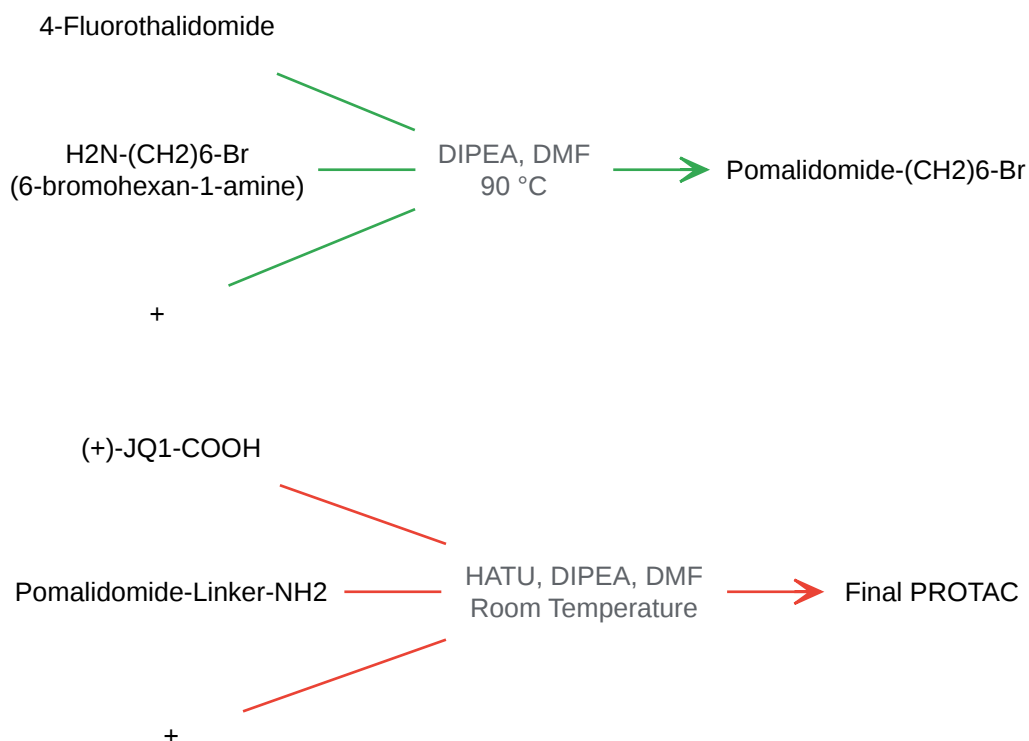 4-Fluorothalidomide
H2N-(CH2)6-Br
(6-bromohexan-1-amine)
DIPEA, DMF
90 °C
Pomalidomide-(CH2)6-Br
+
(+)-JQ1-COOH
Pomalidomide-Linker-NH2
HATU, DIPEA, DMF
Room Temperature
Final PROTAC
+